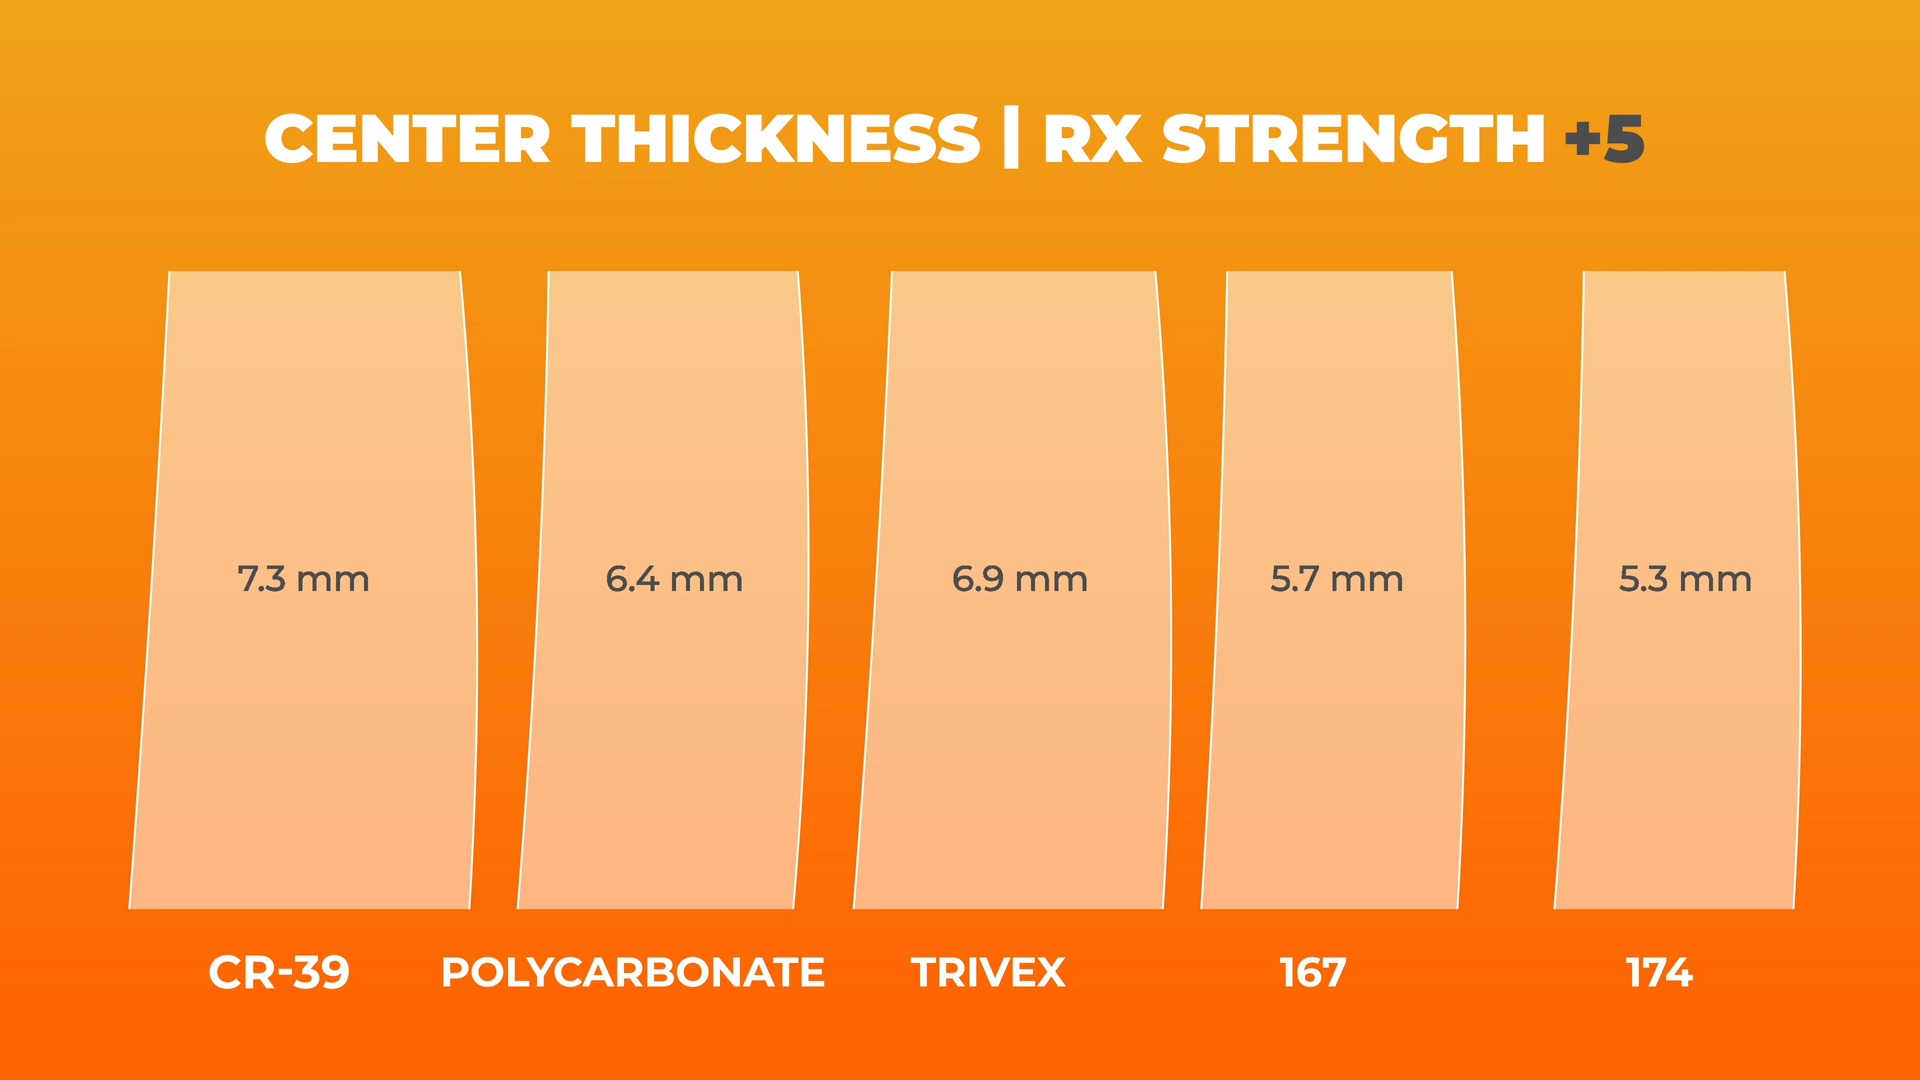 CENTER THICKNESS | RX STRENGTH +5
7.3 mm
6.4 mm
6.9 mm
5.7 mm
5.3 mm
CR-39
POLYCARBONATE
TRIVEX
167
174